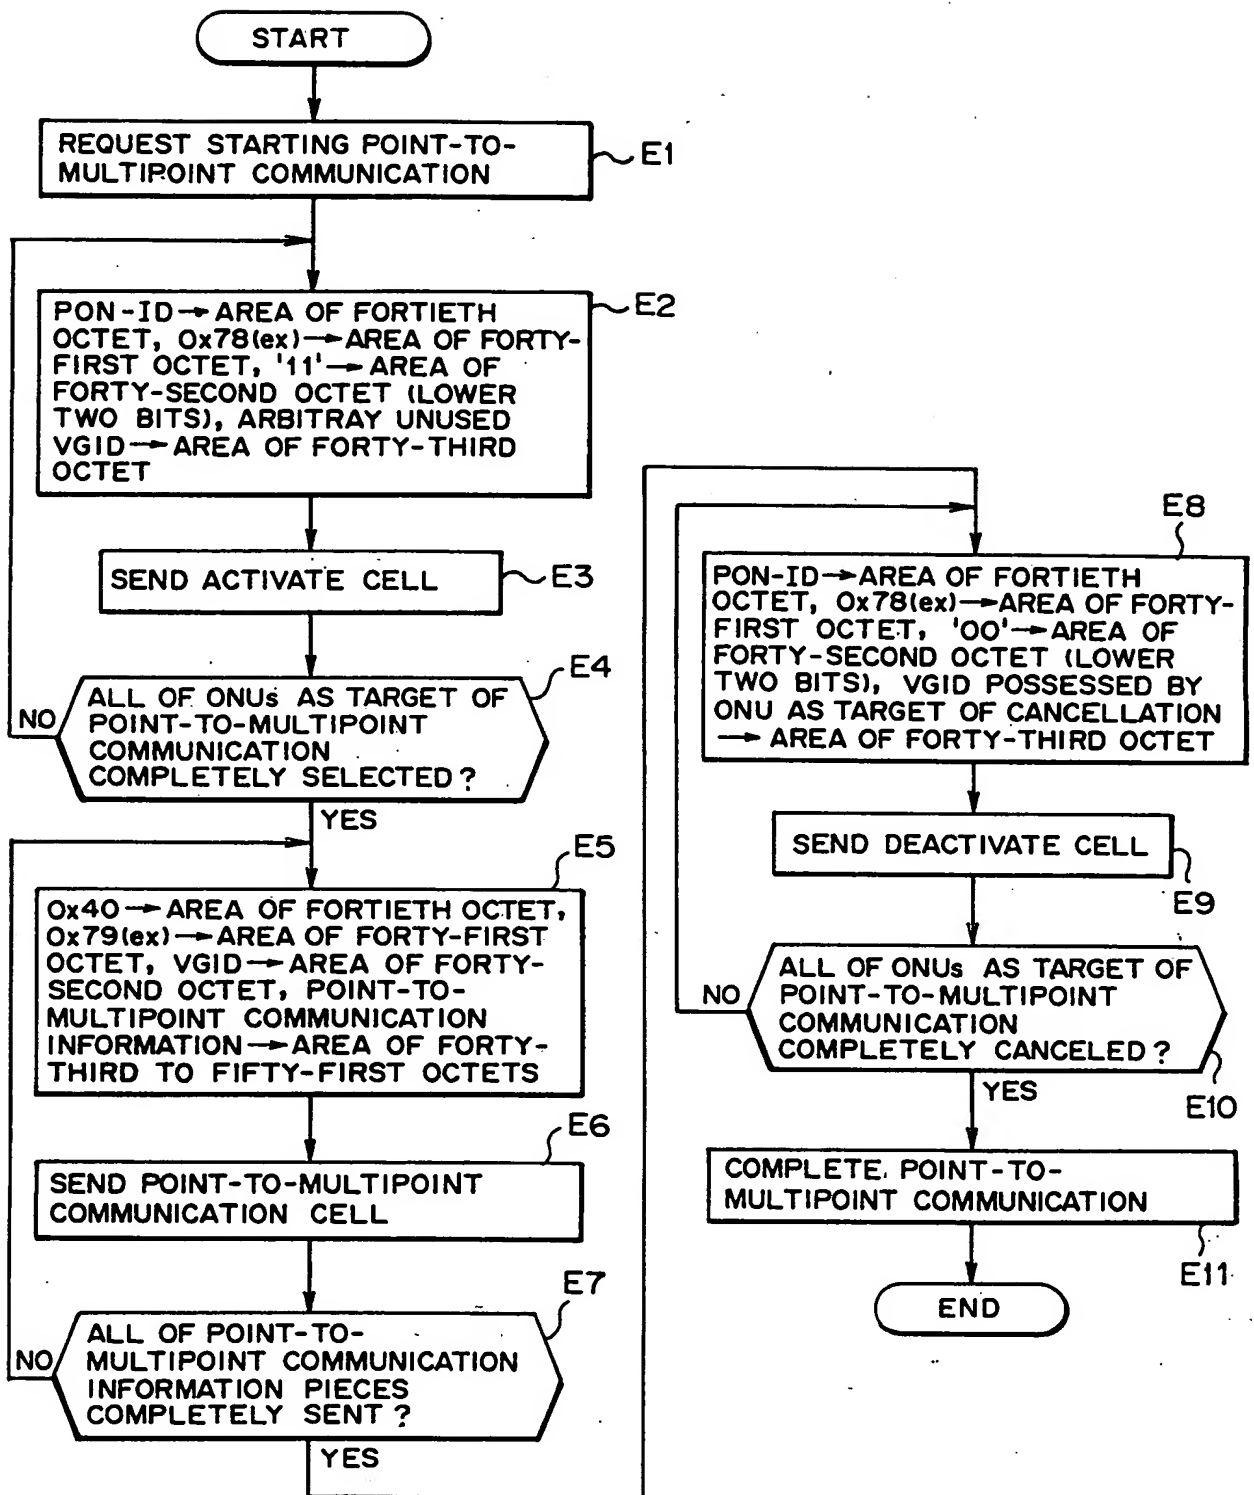 START
REQUEST STARTING POINT-TO-
MULTIPOINT COMMUNICATION
E1
PON-ID→AREA OF FORTIETH
OCTET, 0x78(ex)→AREA OF FORTY-
FIRST OCTET, '11'→AREA OF
FORTY-SECOND OCTET (LOWER
TWO BITS), ARBITRAY UNUSED
VGID→AREA OF FORTY-THIRD
OCTET
E2
SEND ACTIVATE CELL
E3
ALL OF ONUs AS TARGET OF
POINT-TO-MULTIPOINT
COMMUNICATION
COMPLETELY SELECTED?
E4
NO
YES
E5
0x40→AREA OF FORTIETH OCTET,
0x79(ex)→AREA OF FORTY-FIRST
OCTET, VGID→AREA OF FORTY-
SECOND OCTET, POINT-TO-
MULTIPOINT COMMUNICATION
INFORMATION→AREA OF FORTY-
THIRD TO FIFTY-FIRST OCTETS
E6
SEND POINT-TO-MULTIPOINT
COMMUNICATION CELL
E7
ALL OF POINT-TO-
MULTIPOINT COMMUNICATION
INFORMATION PIECES
COMPLETELY SENT?
NO
YES
E8
PON-ID→AREA OF FORTIETH
OCTET, 0x78(ex)→AREA OF FORTY-
FIRST OCTET, '00'→AREA OF
FORTY-SECOND OCTET (LOWER
TWO BITS), VGID POSSESSED BY
ONU AS TARGET OF CANCELLATION
→AREA OF FORTY-THIRD OCTET
SEND DEACTIVATE CELL
E9
ALL OF ONUs AS TARGET OF
POINT-TO-MULTIPOINT
COMMUNICATION
COMPLETELY CANCELED?
NO
YES
E10
COMPLETE POINT-TO-
MULTIPOINT COMMUNICATION
E11
END